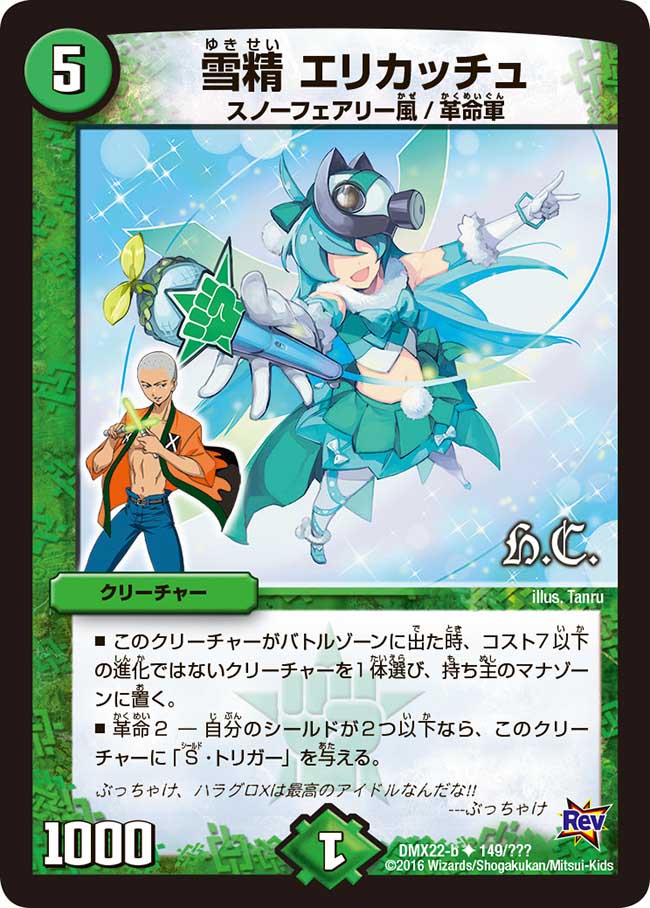 5
雪精 エリカッチュ
スノーフェアリー風 / 革命軍
H.C.
クリーチャー
illus. Tanru
■ このクリーチャーがバトルゾーンに出た時、コスト7以下
の進化ではないクリーチャーを1体選び、持ち主のマナゾー
ンに置く。
■ 革命2 ― 自分のシールドが2つ以下なら、このクリー
チャーに「S・トリガー」を与える。
ぶっちゃけ、ハラグロXは最高のアイドルなんだな!!
---ぶっちゃけ
Rev
1000
1
DMX22-b ◆ 149/???
©2016 Wizards/Shogakukan/Mitsui-Kids